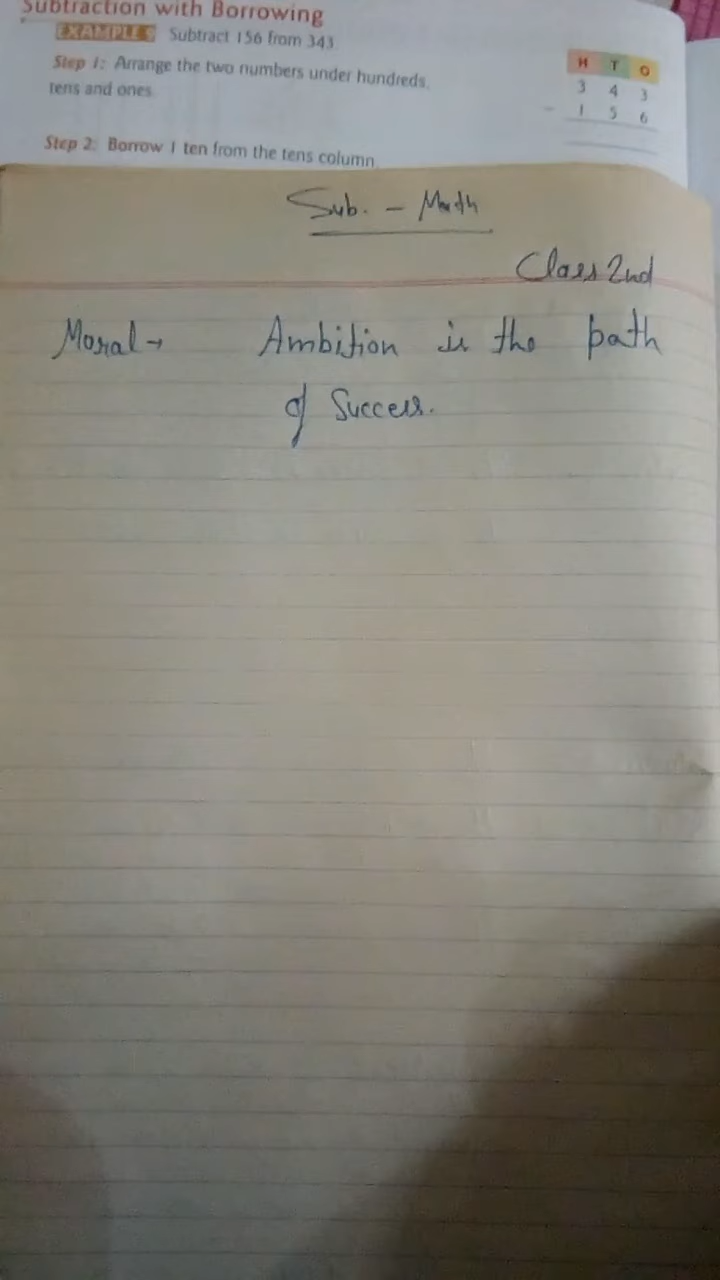 Subtraction with Borrowing
EXAMPLE 9 Subtract 156 from 343
Step 1: Arrange the two numbers under hundreds,
tens and ones.
H T O
3 4 3
- 1 5 6
Step 2: Borrow 1 ten from the tens column
Sub. - Math
Class 2nd
Moral→ Ambition is the path
of Success.